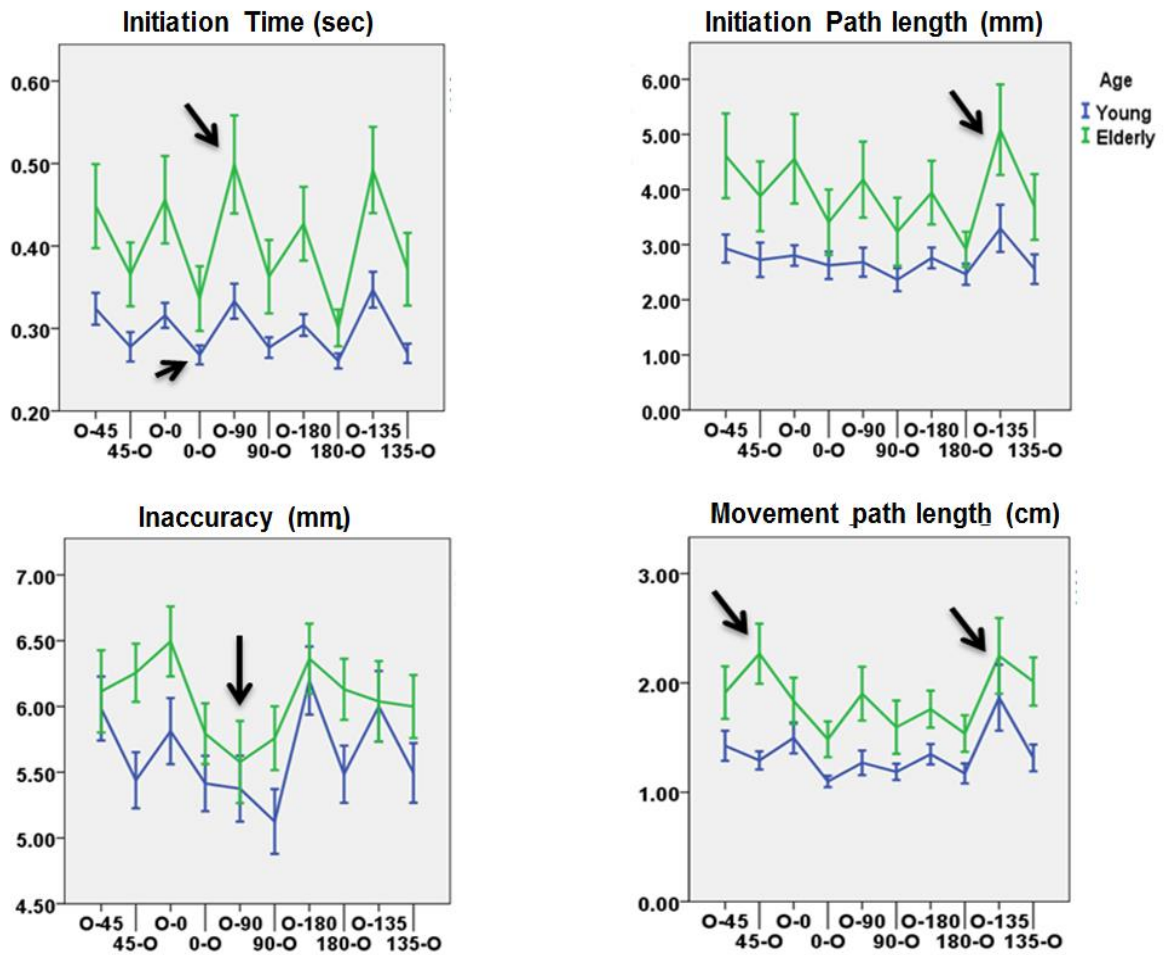 Initiation Time (sec)
0.60
0.50
0.40
0.30
0.20
O-45 O-0 O-90 O-180 O-135
45-O 0-O 90-O 180-O 135-O
Initiation Path length (mm)
6.00
5.00
4.00
3.00
2.00
1.00
0.00
O-45 O-0 O-90 O-180 O-135
45-O 0-O 90-O 180-O 135-O
Age
Young
Elderly
Inaccuracy (mm)
7.00
6.50
6.00
5.50
5.00
4.50
O-45 O-0 O-90 O-180 O-135
45-O 0-O 90-O 180-O 135-O
Movement path length (cm)
3.00
2.00
1.00
0.00
O-45 O-0 O-90 O-180 O-135
45-O 0-O 90-O 180-O 135-O